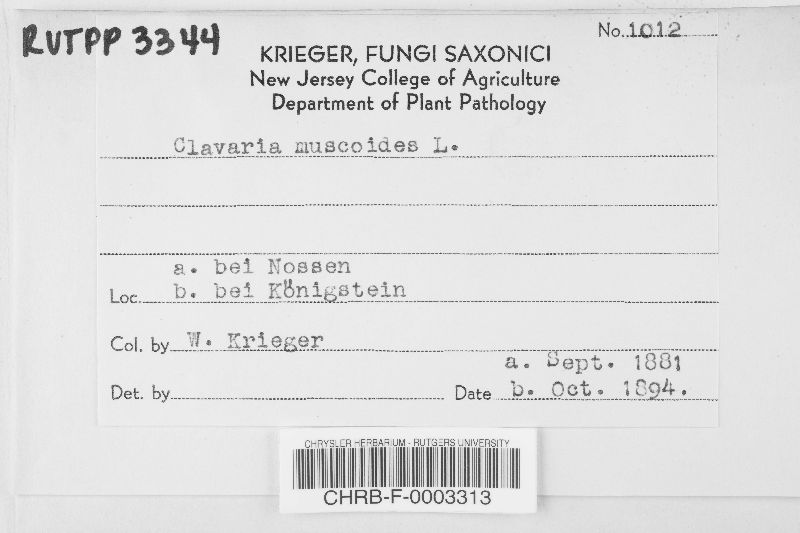 RUTPP 3344
No. 1012
KRIEGER, FUNGI SAXONICI
New Jersey College of Agriculture
Department of Plant Pathology
Clavaria muscoides L.
a. bei Nossen
Loc. b. bei Königstein
Col. by W. Krieger
a. Sept. 1881
Det. by Date b. Oct. 1894.
CHRYSLER HERBARIUM - RUTGERS UNIVERSITY
CHRB-F-0003313